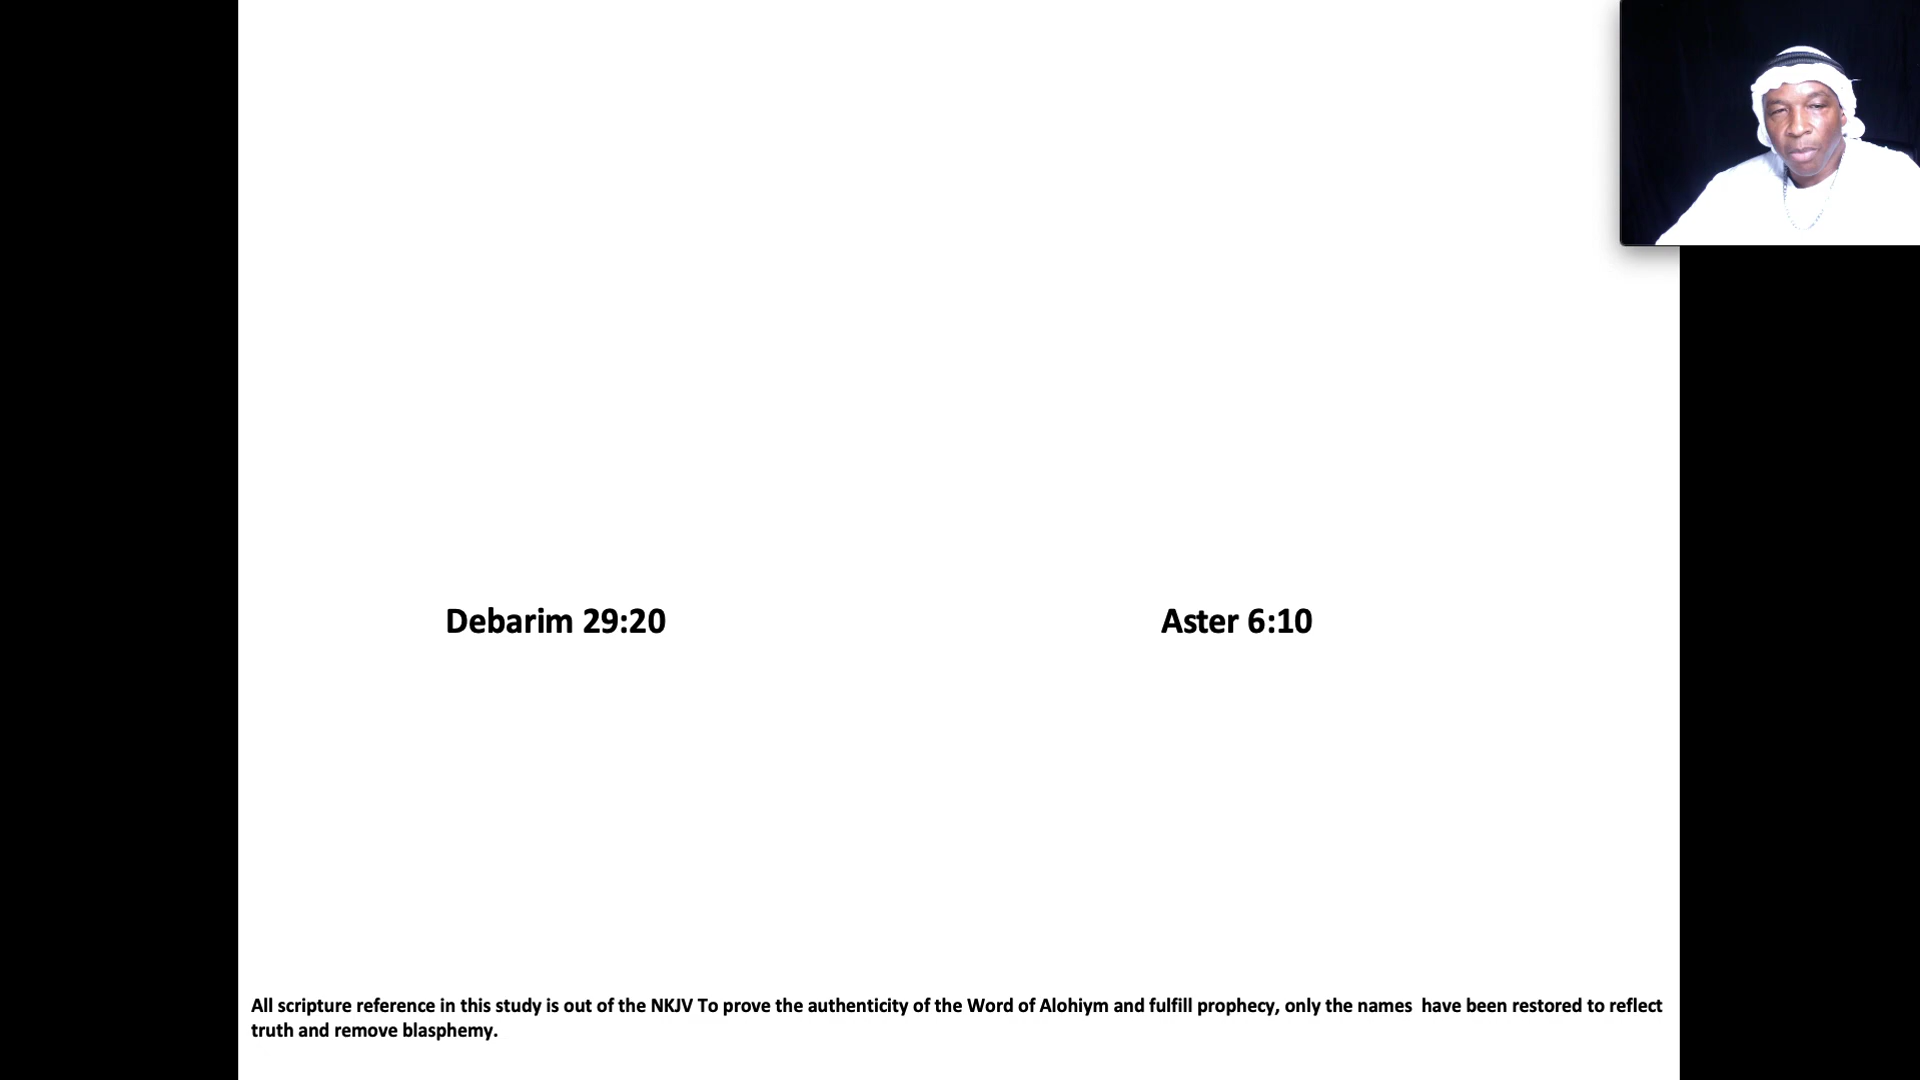 Debarim 29:20
Aster 6:10
All scripture reference in this study is out of the NKJV To prove the authenticity of the Word of Alohiym and fulfill prophecy, only the names  have been restored to reflect
truth and remove blasphemy.